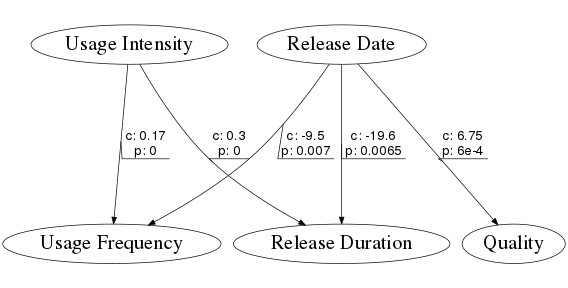 Usage Intensity
Release Date
c: 0.17
p: 0
c: 0.3
p: 0
c: -9.5
p: 0.007
c: -19.6
p: 0.0065
c: 6.75
p: 6e-4
Usage Frequency
Release Duration
Quality